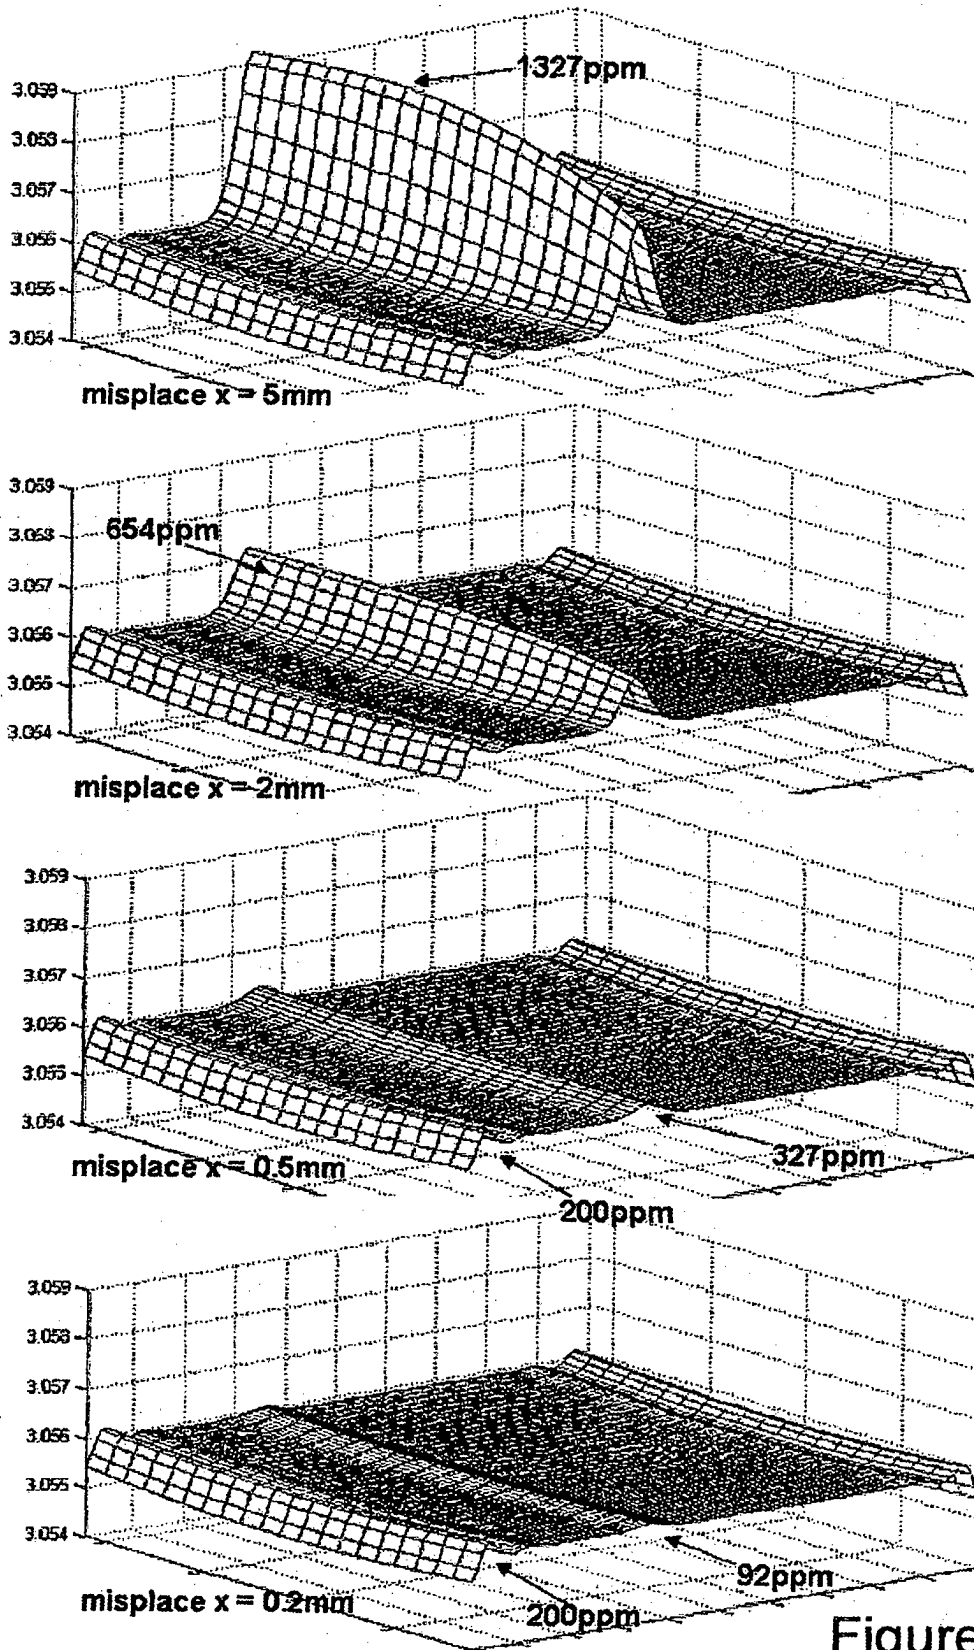 1327ppm
3.059
3.058
3.057
3.056
3.055
3.054
misplace x = 5mm
3.059
3.058
654ppm
3.057
3.056
3.055
3.054
misplace x = 2mm
3.059
3.058
3.057
3.056
3.055
3.054
misplace x = 0.5mm
327ppm
200ppm
3.059
3.058
3.057
3.056
3.055
3.054
misplace x = 0.2mm
92ppm
200ppm
Figure